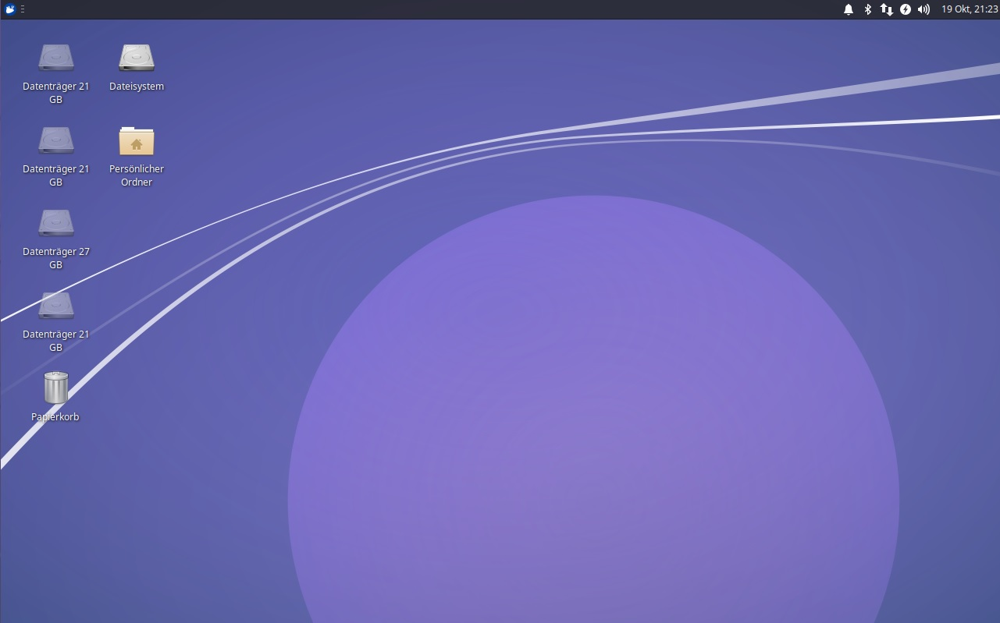 19 Okt, 21:23
Datenträger 21
GB
Dateisystem
Datenträger 21
GB
Persönlicher
Ordner
Datenträger 27
GB
Datenträger 21
GB
Papierkorb